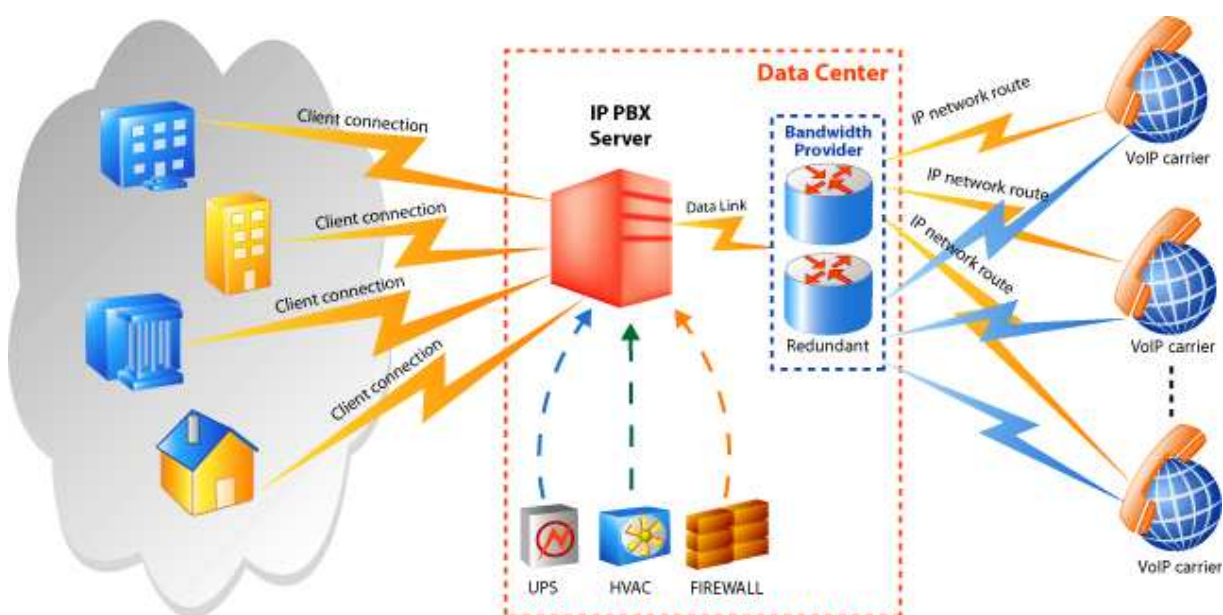 Client connection
Client connection
Client connection
Client connection
IP PBX
Server
Data Center
Bandwidth
Provider
Data Link
Redundant
UPS
HVAC
FIREWALL
IP network route
IP network route
IP network route
VoIP carrier
VoIP carrier
VoIP carrier